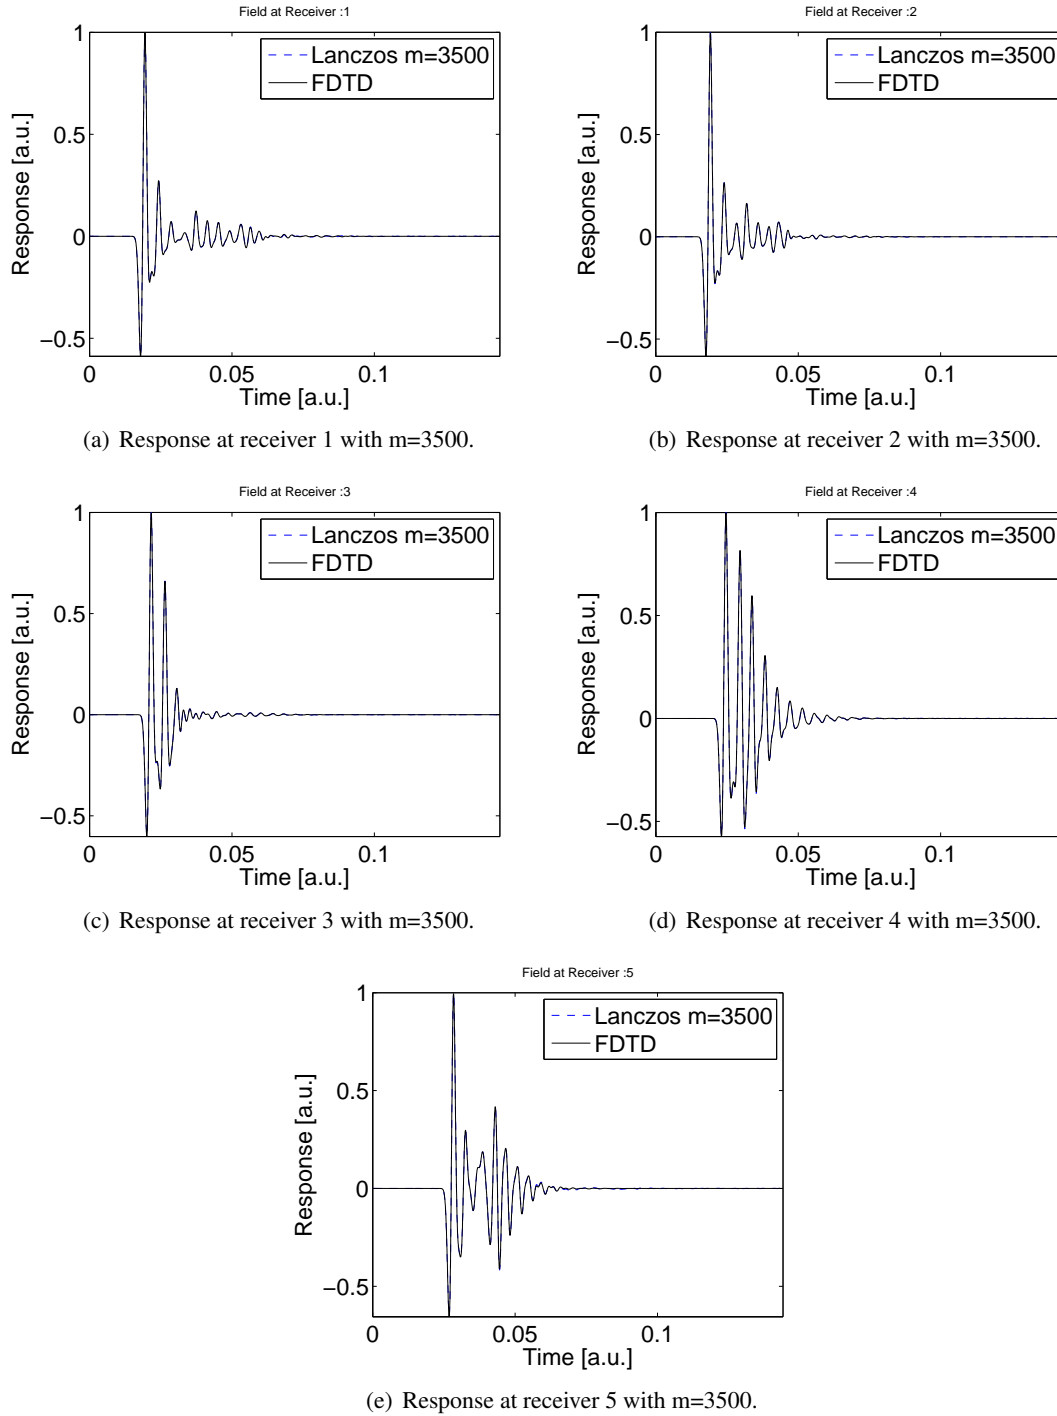 Field at Receiver :1
1
0.5
0
−0.5
Response [a.u.]
Lanczos m=3500
FDTD
0 0.05 0.1
Time [a.u.]
(a) Response at receiver 1 with m=3500.
Field at Receiver :2
1
0.5
0
−0.5
Response [a.u.]
Lanczos m=3500
FDTD
0 0.05 0.1
Time [a.u.]
(b) Response at receiver 2 with m=3500.
Field at Receiver :3
1
0.5
0
−0.5
Response [a.u.]
Lanczos m=3500
FDTD
0 0.05 0.1
Time [a.u.]
(c) Response at receiver 3 with m=3500.
Field at Receiver :4
1
0.5
0
−0.5
Response [a.u.]
Lanczos m=3500
FDTD
0 0.05 0.1
Time [a.u.]
(d) Response at receiver 4 with m=3500.
Field at Receiver :5
1
0.5
0
−0.5
Response [a.u.]
Lanczos m=3500
FDTD
0 0.05 0.1
Time [a.u.]
(e) Response at receiver 5 with m=3500.